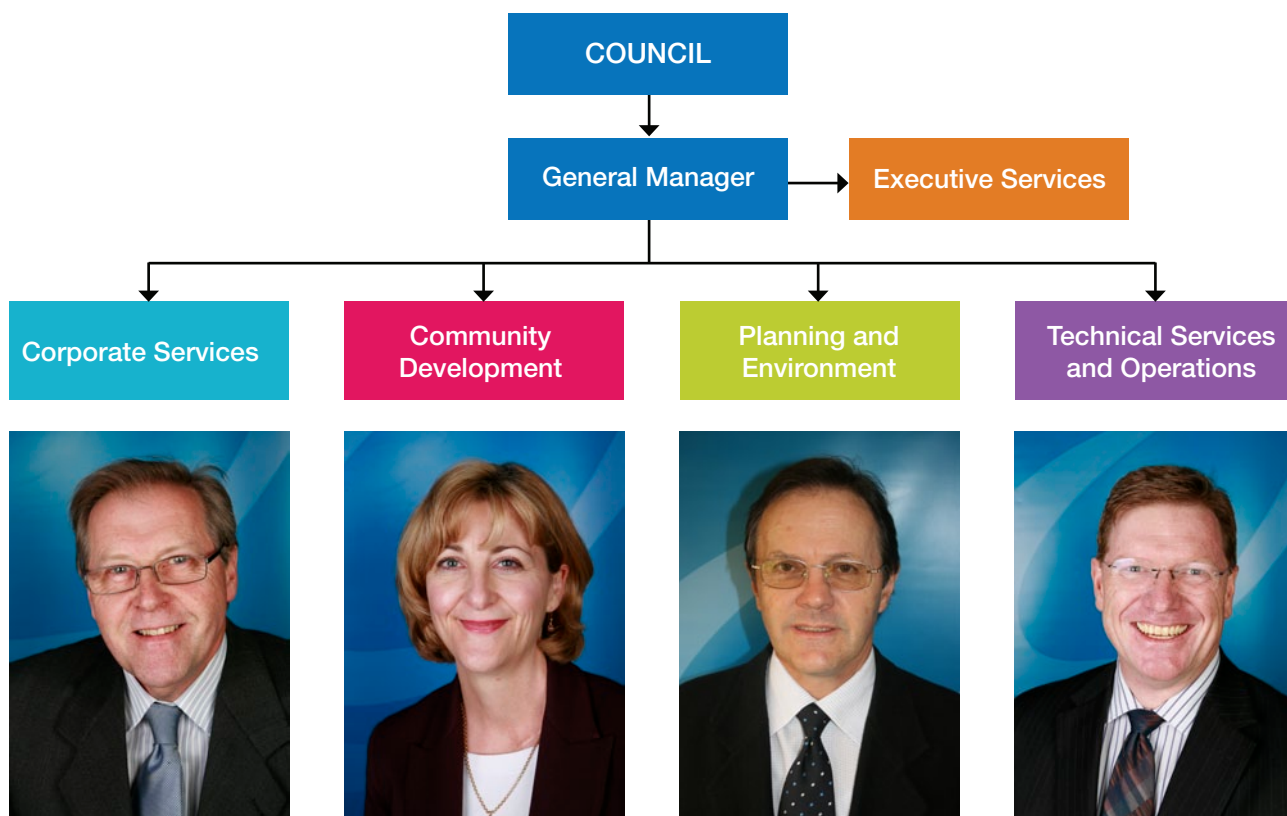 COUNCIL
General Manager
Executive Services
Corporate Services
Community
Development
Planning and
Environment
Technical Services
and Operations